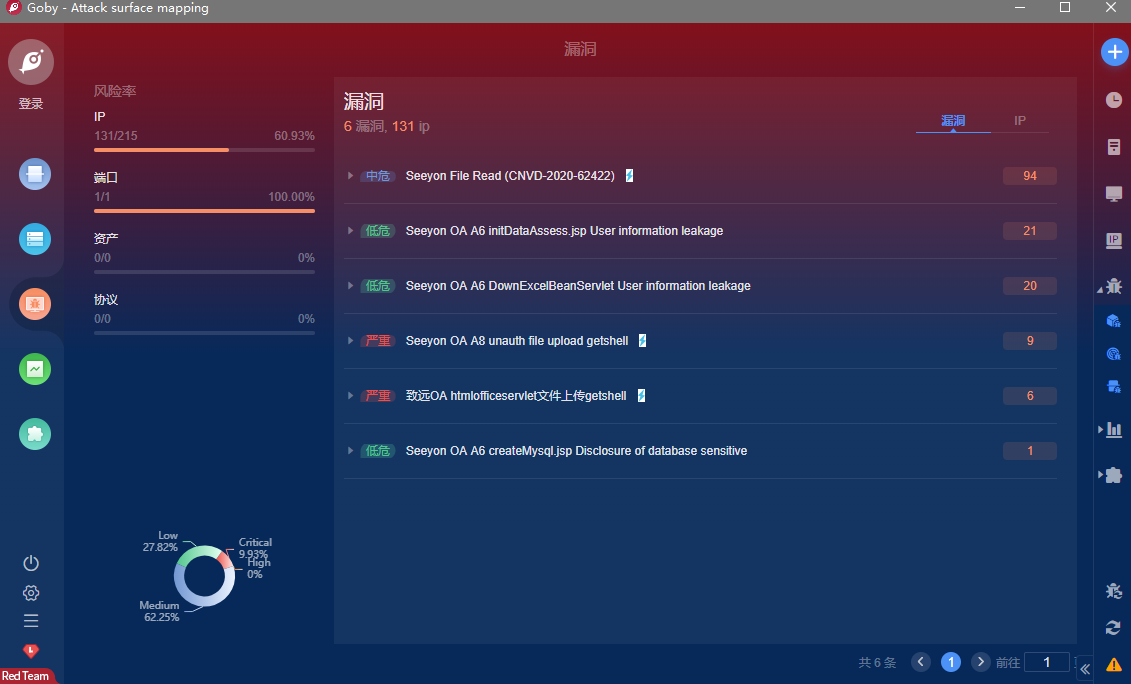 Goby - Attack surface mapping
登录
Red Team
漏洞
风险率
IP
131/215 60.93%
端口
1/1 100.00%
资产
0/0 0%
协议
0/0 0%
Low
27.82%
Critical
9.93%
High
0%
Medium
62.25%
漏洞
6 漏洞, 131 ip
漏洞 IP
中危 Seeyon File Read (CNVD-2020-62422) 94
低危 Seeyon OA A6 initDataAssess.jsp User information leakage 21
低危 Seeyon OA A6 DownExcelBeanServlet User information leakage 20
严重 Seeyon OA A8 unauth file upload getshell 9
严重 致远OA htmlofficeservlet文件上传getshell 6
低危 Seeyon OA A6 createMysql.jsp Disclosure of database sensitive 1
共 6 条 1 前往 1
IP